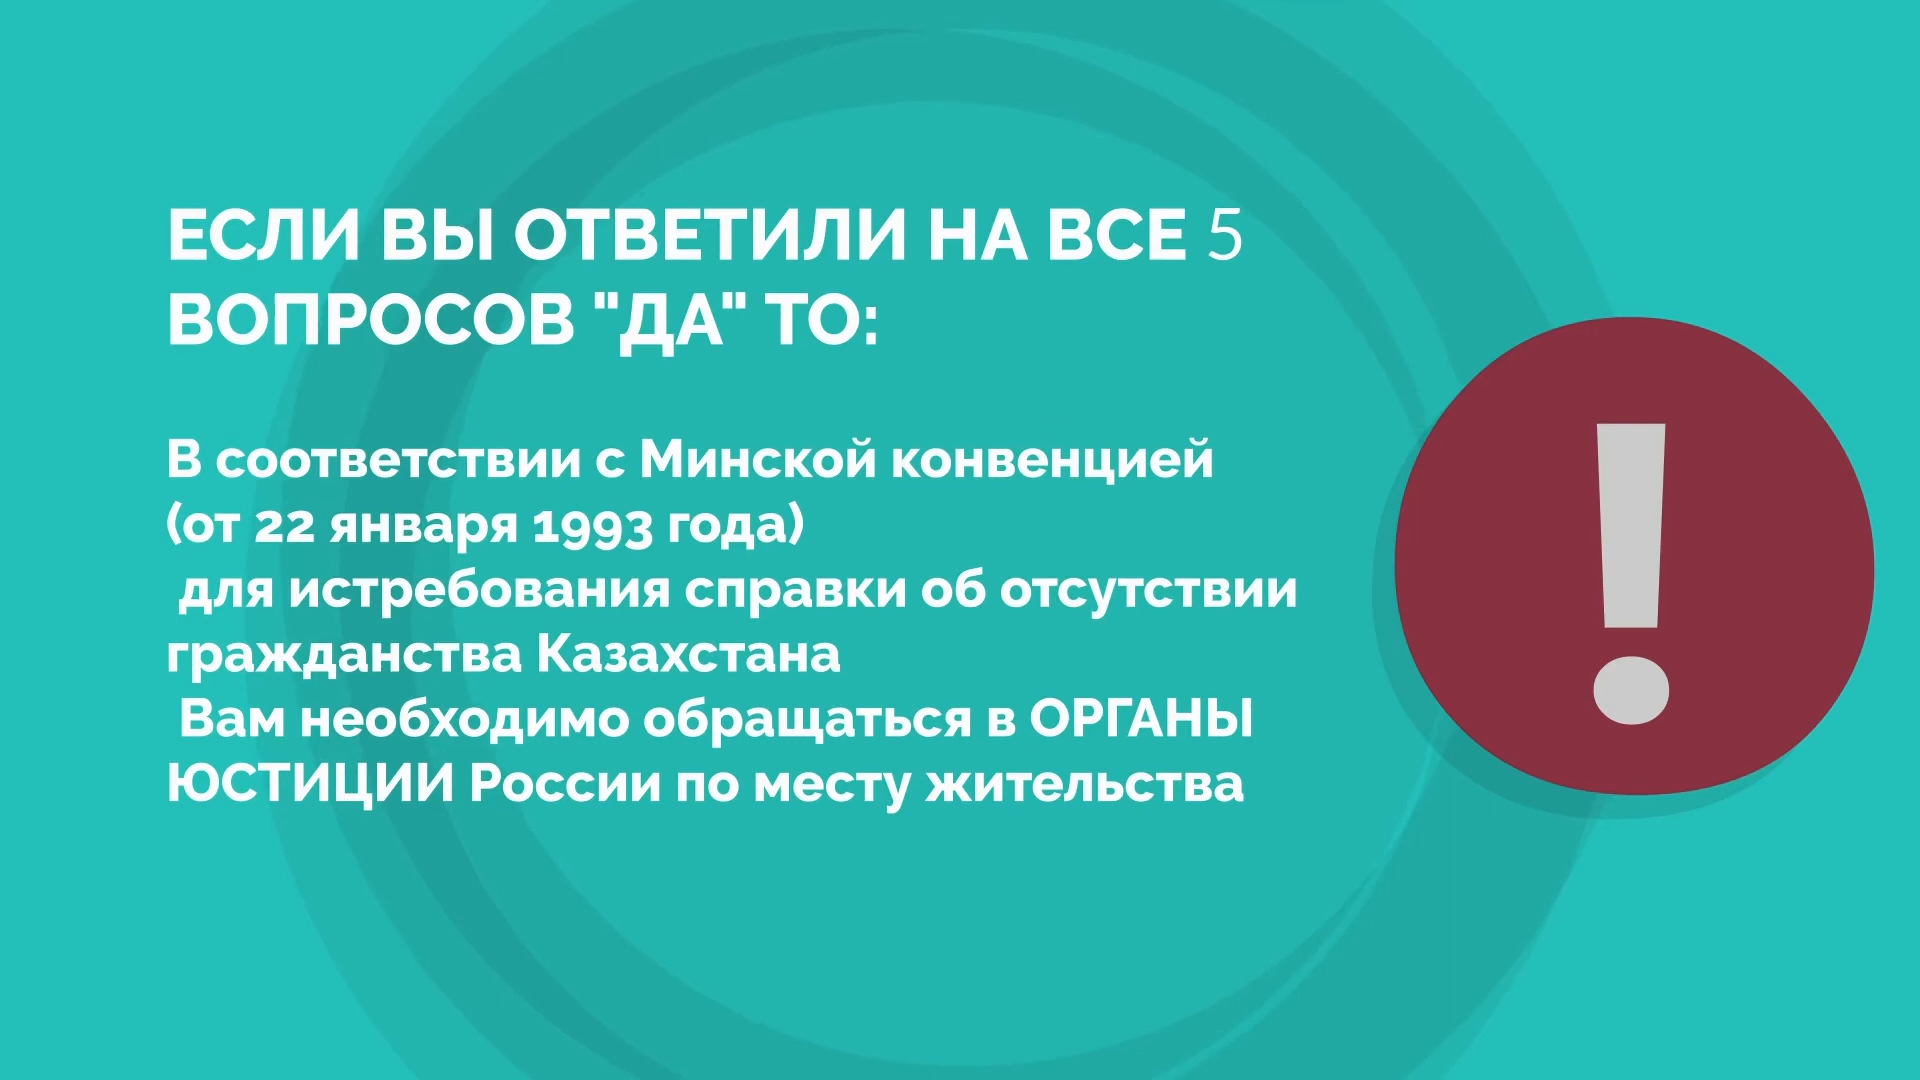 ЕСЛИ ВЫ ОТВЕТИЛИ НА ВСЕ 5
ВОПРОСОВ "ДА" ТО:
В соответствии с Минской конвенцией
(от 22 января 1993 года)
для истребования справки об отсутствии
гражданства Казахстана
Вам необходимо обращаться в ОРГАНЫ
ЮСТИЦИИ России по месту жительства
!